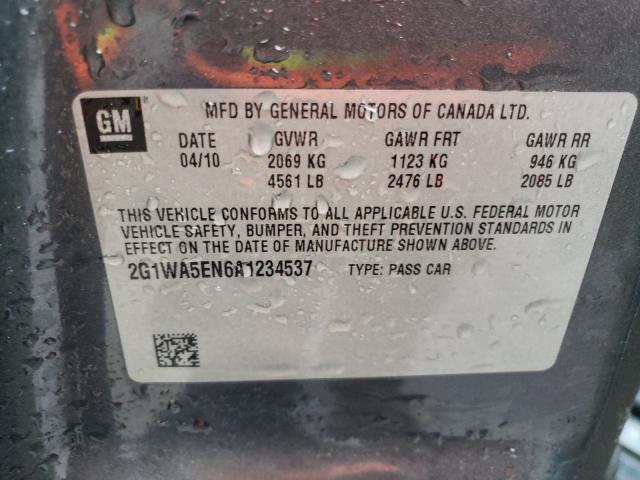 GM
MFD BY GENERAL MOTORS OF CANADA LTD.
DATE GVWR GAWR FRT GAWR RR
04/10 2069 KG 1123 KG 946 KG
4561 LB 2476 LB 2085 LB
THIS VEHICLE CONFORMS TO ALL APPLICABLE U.S. FEDERAL MOTOR
VEHICLE SAFETY, BUMPER, AND THEFT PREVENTION STANDARDS IN
EFFECT ON THE DATE OF MANUFACTURE SHOWN ABOVE.
2G1WA5EN6A1234537 TYPE: PASS CAR